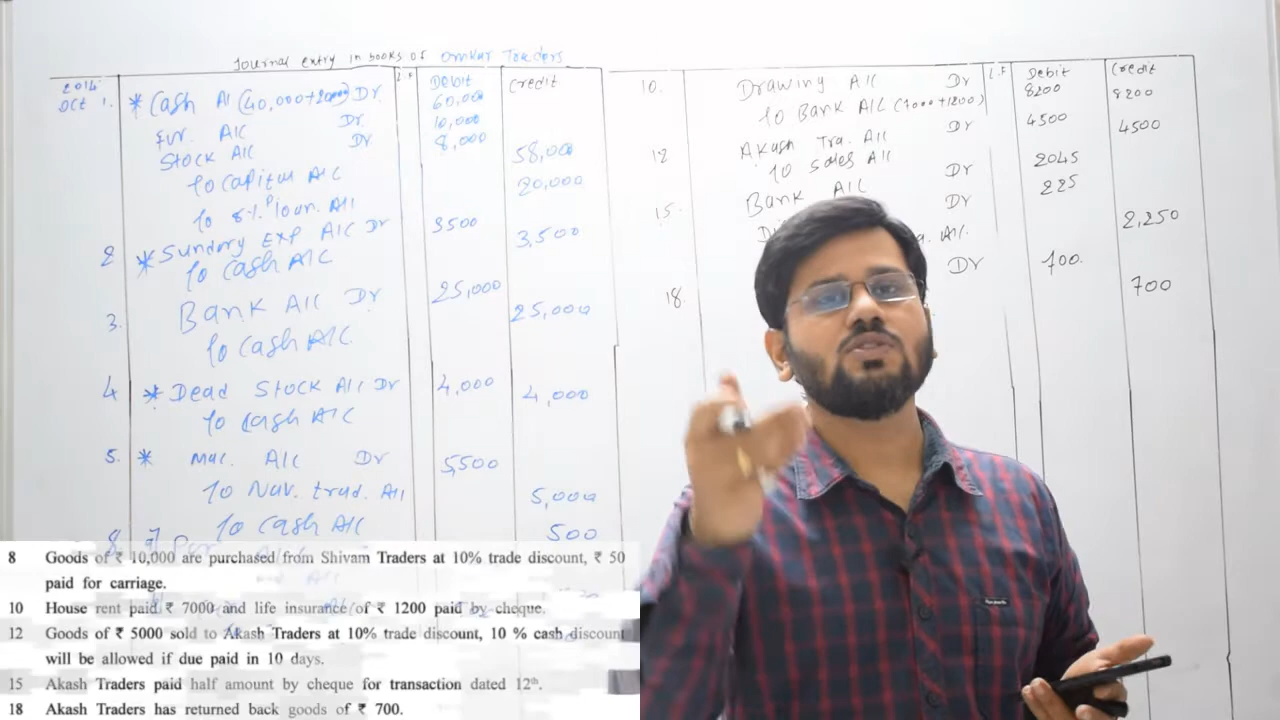 Journal entry in books of Omkar Traders
2014 L.F Debit Credit
Oct 1. * Cash A/c (40,000+20000) Dr. 60,000
fur. A/C Dr 10,000
Stock A/C Dr 8,000
To Capital A/C 58,000
To 8% loan. A/c 20,000
2 * Sundory Exp A/C Dr 3500
To Cash A/C 3,500
3. Bank A/C Dr 25,000
To Cash A/C 25,000
4 * Dead Stock A/c Dr 4,000
To Cash A/C 4,000
5. * Mac. A/C Dr 5,500
To Nav. trad. A/c 5,000
To Cash A/C 500
8
L.F Debit Credit
10. Drawing A/C Dr 8200
To Bank A/C (7000+1200) 8200
12 Akash Tra. A/c Dr 4500
To Sales A/c 4500
15. Bank A/C Dr 2045
Dr 225
A/c. 2,250
18. Dr 700.
700
8 Goods of ₹ 10,000 are purchased from Shivam Traders at 10% trade discount, ₹ 50
paid for carriage.
10 House rent paid ₹ 7000 and life insurance of ₹ 1200 paid by cheque.
12 Goods of ₹ 5000 sold to Akash Traders at 10% trade discount, 10 % cash discount
will be allowed if due paid in 10 days.
15 Akash Traders paid half amount by cheque for transaction dated 12th.
18 Akash Traders has returned back goods of ₹ 700.